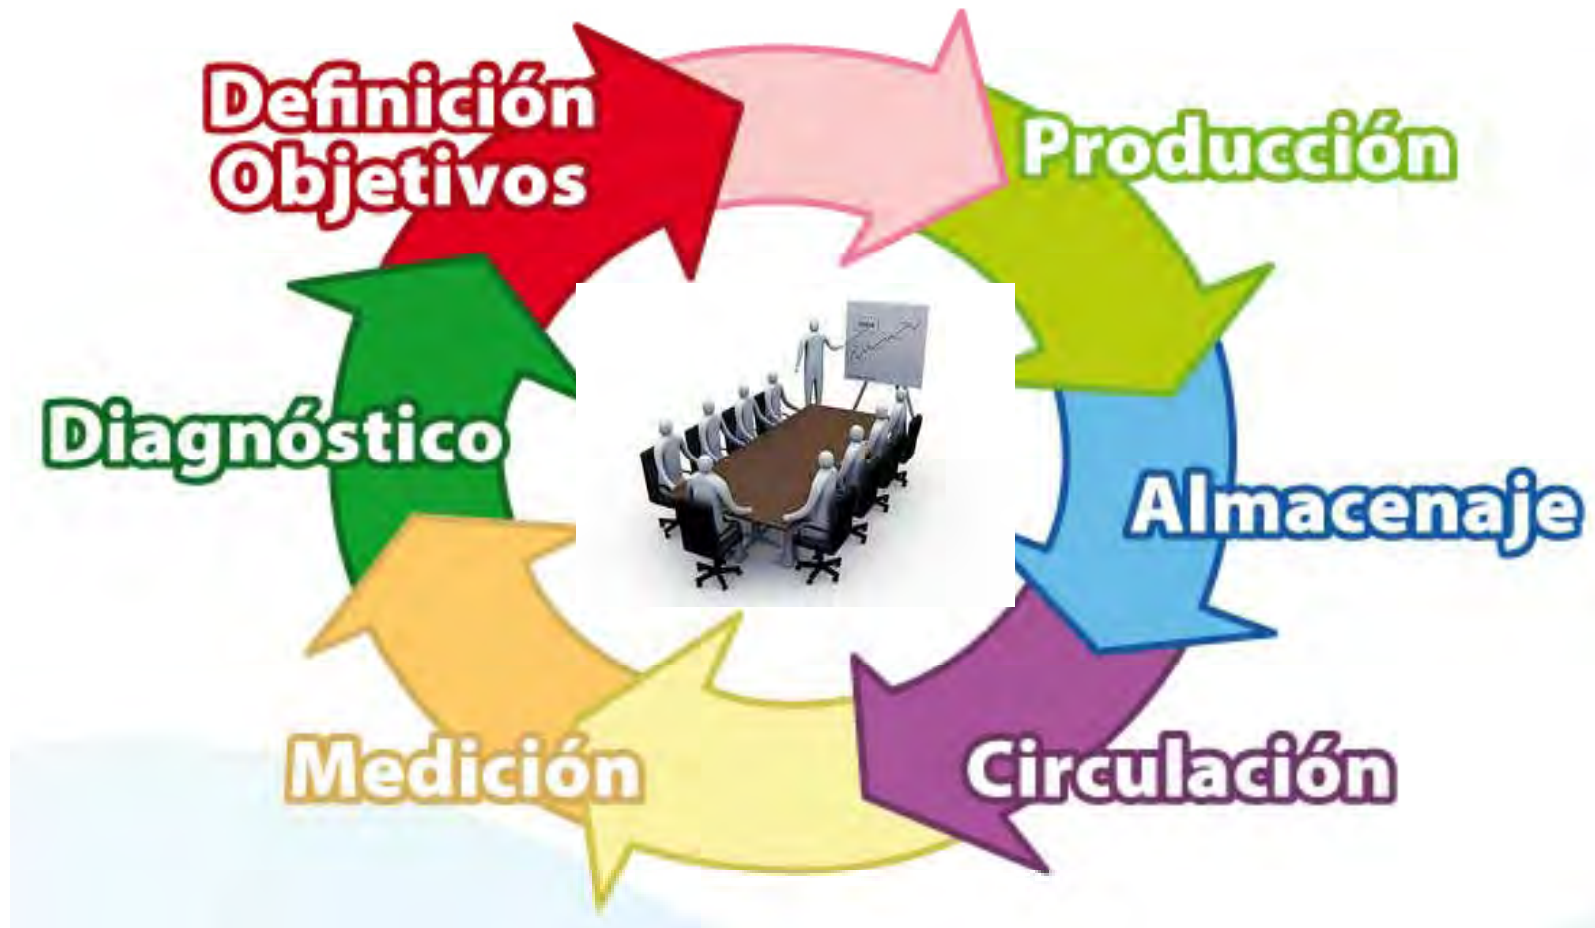 Definición
Objetivos
Producción
Diagnóstico
Almacenaje
Medición
Circulación